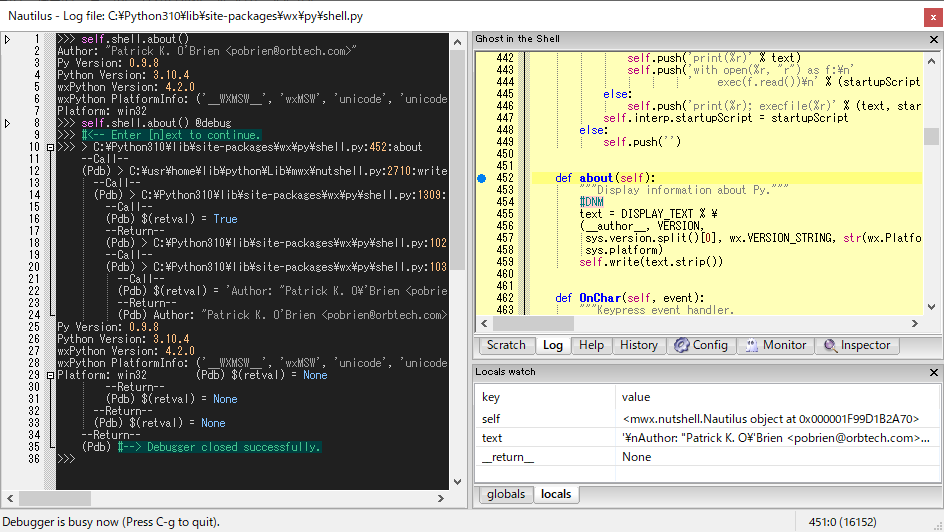 Nautilus - Log file: C:¥Python310¥lib¥site-packages¥wx¥py¥shell.py
1 >>> self.shell.about()
2 Author: "Patrick K. O'Brien <pobrien@orbtech.com>"
3 Py Version: 0.9.8
4 Python Version: 3.10.4
5 wxPython Version: 4.2.0
6 wxPython PlatformInfo: ('__WXMSW__', 'wxMSW', 'unicode', 'unicode
7 Platform: win32
8 >>> self.shell.about() @debug
9 >>> #<-- Enter [n]ext to continue.
10 >>> > C:¥Python310¥lib¥site-packages¥wx¥py¥shell.py:452:about
11 --Call--
12 (Pdb) > C:¥usr¥home¥lib¥python¥Lib¥mwx¥nutshell.py:2710:write
13 --Call--
14 (Pdb) > C:¥Python310¥lib¥site-packages¥wx¥py¥shell.py:1309:
15 --Call--
16 (Pdb) $(retval) = True
17 --Return--
18 (Pdb) > C:¥Python310¥lib¥site-packages¥wx¥py¥shell.py:102
19 --Call--
20 (Pdb) > C:¥Python310¥lib¥site-packages¥wx¥py¥shell.py:103
21 --Call--
22 (Pdb) $(retval) = 'Author: "Patrick K. O¥'Brien <pobrie
23 --Return--
24 (Pdb) Author: "Patrick K. O'Brien <pobrien@orbtech.com>
25 Py Version: 0.9.8
26 Python Version: 3.10.4
27 wxPython Version: 4.2.0
28 wxPython PlatformInfo: ('__WXMSW__', 'wxMSW', 'unicode', 'unicode
29 Platform: win32 (Pdb) $(retval) = None
30 --Return--
31 (Pdb) $(retval) = None
32 --Return--
33 (Pdb) $(retval) = None
34 --Return--
35 (Pdb) #--> Debugger closed successfully.
36 >>>
Ghost in the Shell
442 self.push('print(%r)' % text)
443 self.push('with open(%r, "r") as f:¥n'
444 ' exec(f.read())¥n' % (startupScript
445 else:
446 self.push('print(%r); execfile(%r)' % (text, star
447 self.interp.startupScript = startupScript
448 else:
449 self.push('')
450
451
452 def about(self):
453 """Display information about Py."""
454 #DNM
455 text = DISPLAY_TEXT % ¥
456 (__author__, VERSION,
457 sys.version.split()[0], wx.VERSION_STRING, str(wx.Platfo
458 sys.platform)
459 self.write(text.strip())
460
461
462 def OnChar(self, event):
463 """Keypress event handler.
Scratch Log Help History Config Monitor Inspector
Locals watch
key value
self <mwx.nutshell.Nautilus object at 0x000001F99D1B2A70>
text '¥nAuthor: "Patrick K. O¥'Brien <pobrien@orbtech.com>...
__return__ None
globals locals
Debugger is busy now (Press C-g to quit). 451:0 (16152)